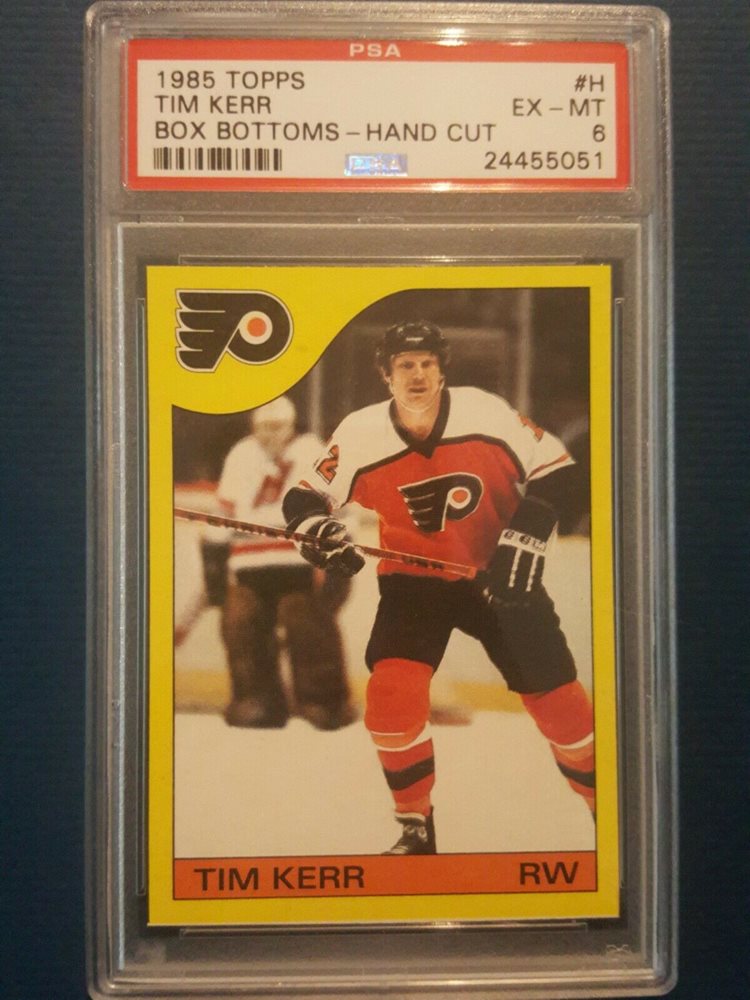 PSA
1985 TOPPS #H
TIM KERR EX - MT
BOX BOTTOMS - HAND CUT 6
24455051
TIM KERR RW